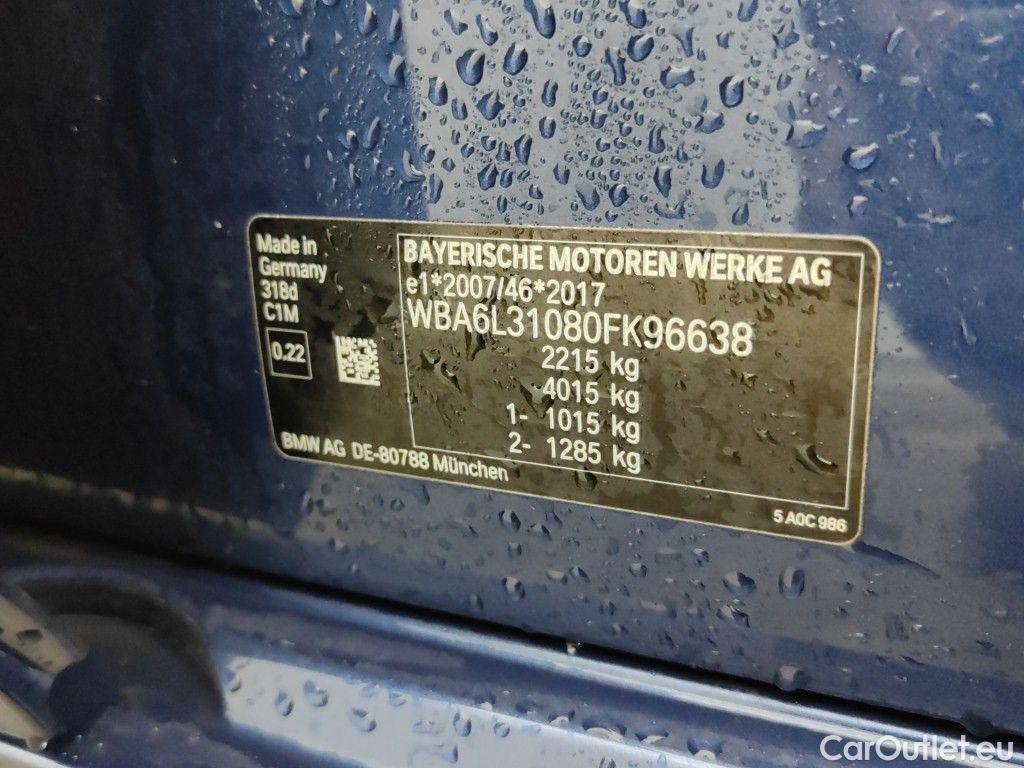 Made in
Germany
318d
C1M
0.22
BAYERISCHE MOTOREN WERKE AG
e1*2007/46*2017
WBA6L31080FK96638
2215 kg
4015 kg
1- 1015 kg
2- 1285 kg
BMW AG DE-80788 München
5 A0C 986
CarOutlet.eu